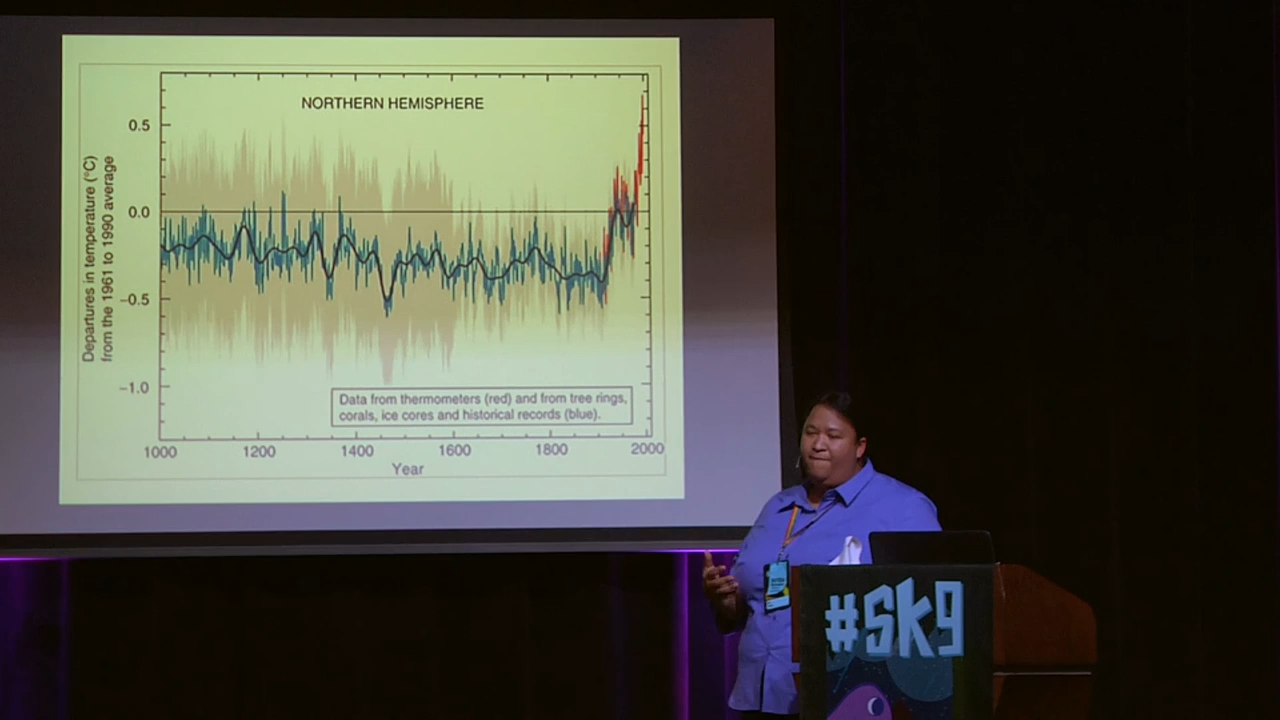 NORTHERN HEMISPHERE
0.5
0.0
−0.5
−1.0
Departures in temperature (°C)
from the 1961 to 1990 average
Data from thermometers (red) and from tree rings,
corals, ice cores and historical records (blue).
1000 1200 1400 1600 1800 2000
Year
#sk9